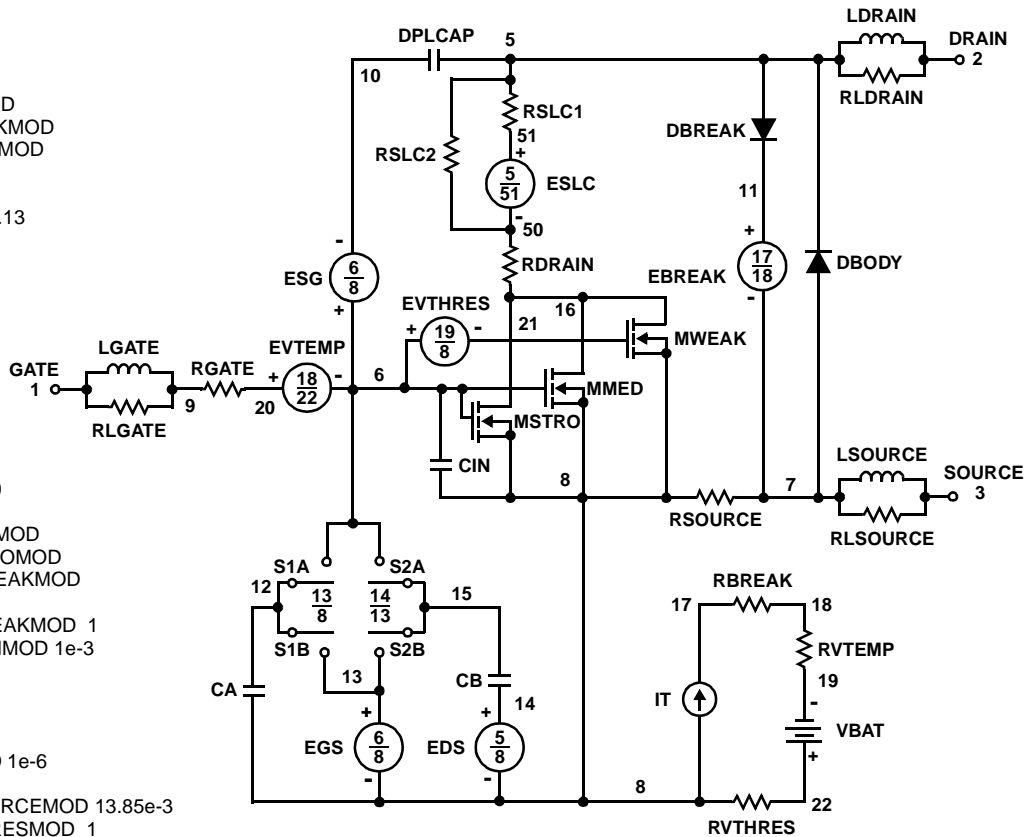 DPLCAP
5
LDRAIN
DRAIN
2
10
RLDRAIN
D
KMOD
MOD
RSLC1
51
+
DBREAK
RSLC2
5
51
ESLC
-
50
11
.13
-
6
8
ESG
+
RDRAIN
+
17
18
EBREAK
-
DBODY
EVTHRES
+
19
8
-
21
16
MWEAK
GATE
1
LGATE
RLGATE
9
RGATE
EVTEMP
+
20
18
22
-
6
MMED
MSTRO
CIN
8
RSOURCE
7
LSOURCE
SOURCE
3
RLSOURCE
MOD
OMOD
EAKMOD
EAKMOD 1
MOD 1e-3
S1A
S2A
12
13
8
14
13
15
S1B
S2B
13
CA
CB
14
+
EGS
6
8
-
+
EDS
5
8
-
RBREAK
17
18
RVTEMP
19
IT
-
VBAT
+
8
22
RVTHRES
1e-6
RCEMOD 13.85e-3
RESMOD 1